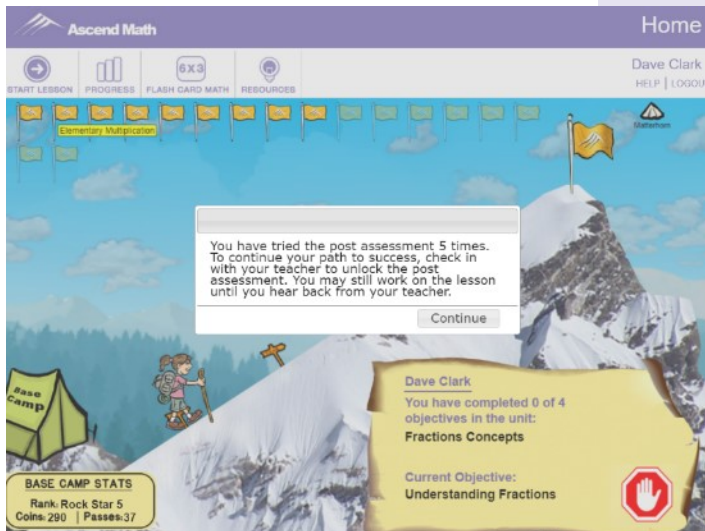 Ascend Math
Home
6X3
START LESSON
PROGRESS
FLASH CARD MATH
RESOURCES
Dave Clark
HELP | LOGOU
Elementary Multiplication
Matterhorn
You have tried the post assessment 5 times.
To continue your path to success, check in
with your teacher to unlock the post
assessment. You may still work on the lesson
until you hear back from your teacher.
Continue
Base
Camp
Dave Clark
You have completed 0 of 4
objectives in the unit:
Fractions Concepts
Current Objective:
Understanding Fractions
BASE CAMP STATS
Rank: Rock Star 5
Coins: 290 | Passes: 37